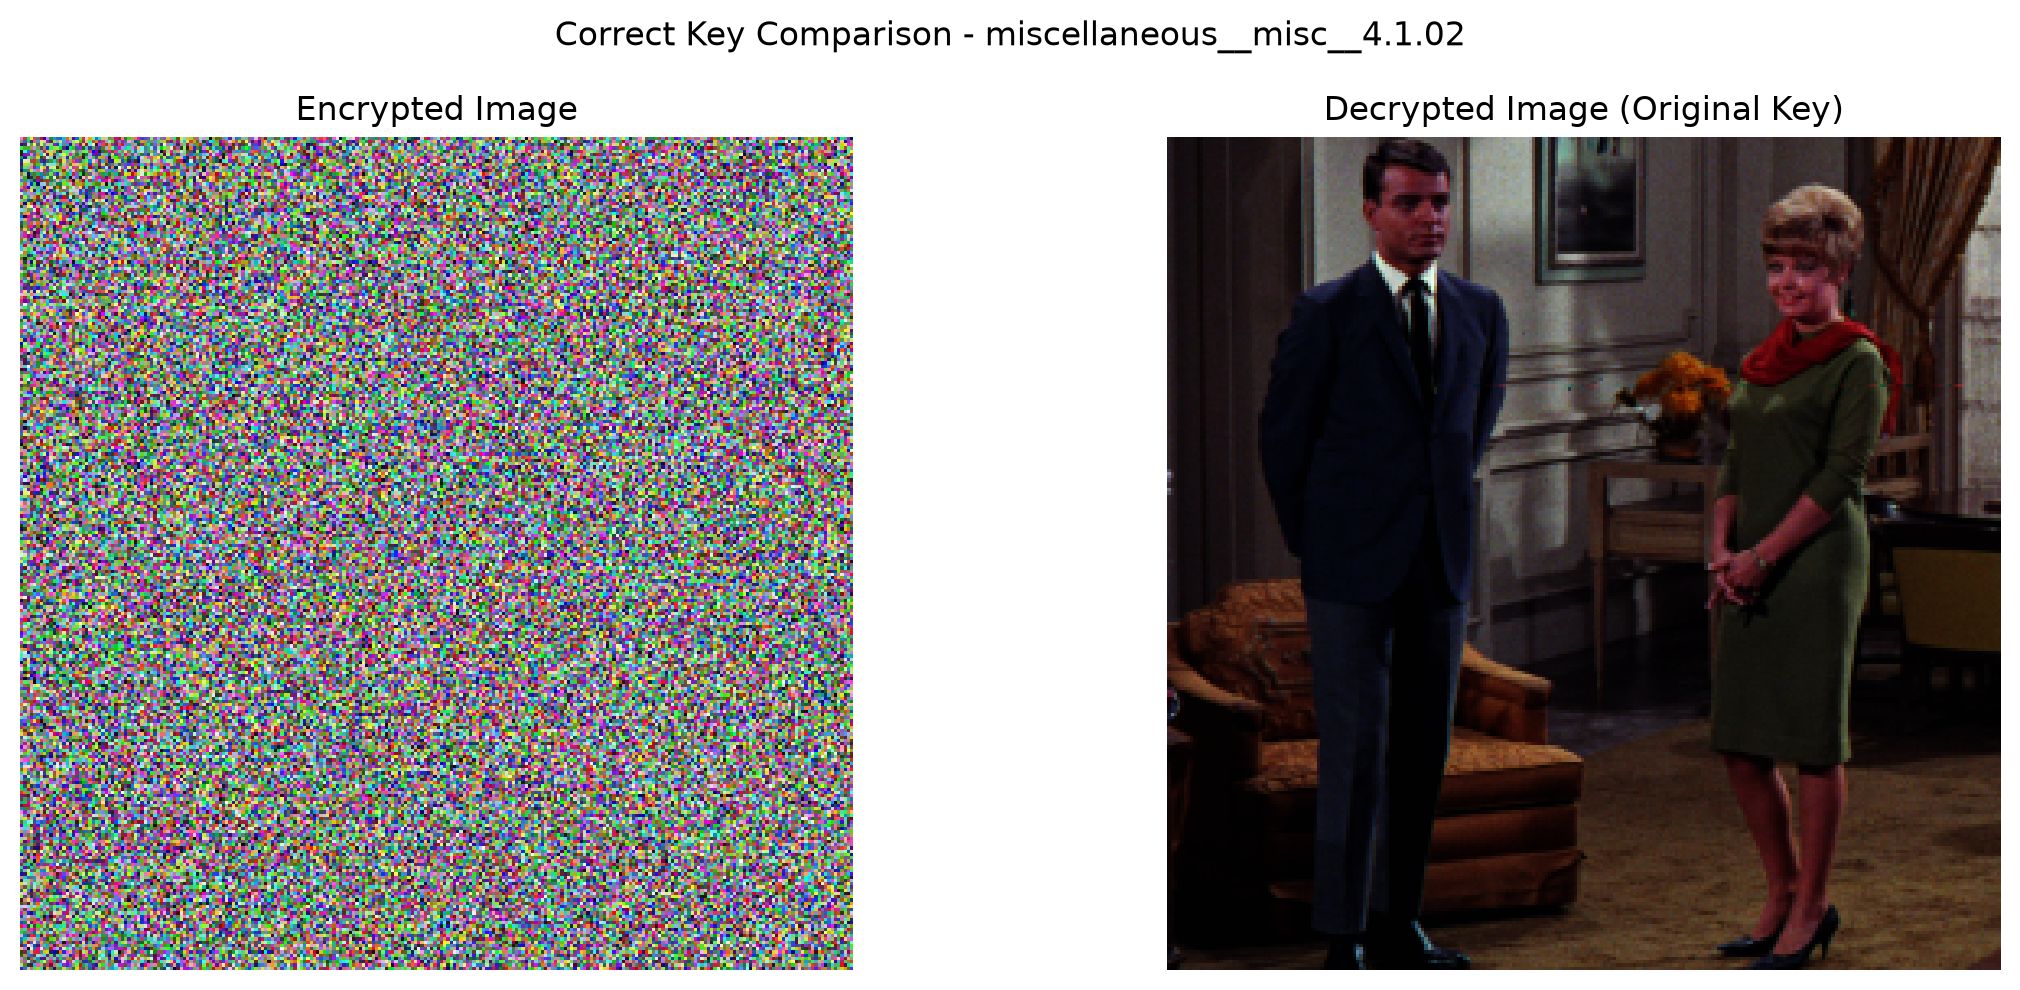 Correct Key Comparison - miscellaneous__misc__4.1.02
Encrypted Image
Decrypted Image (Original Key)